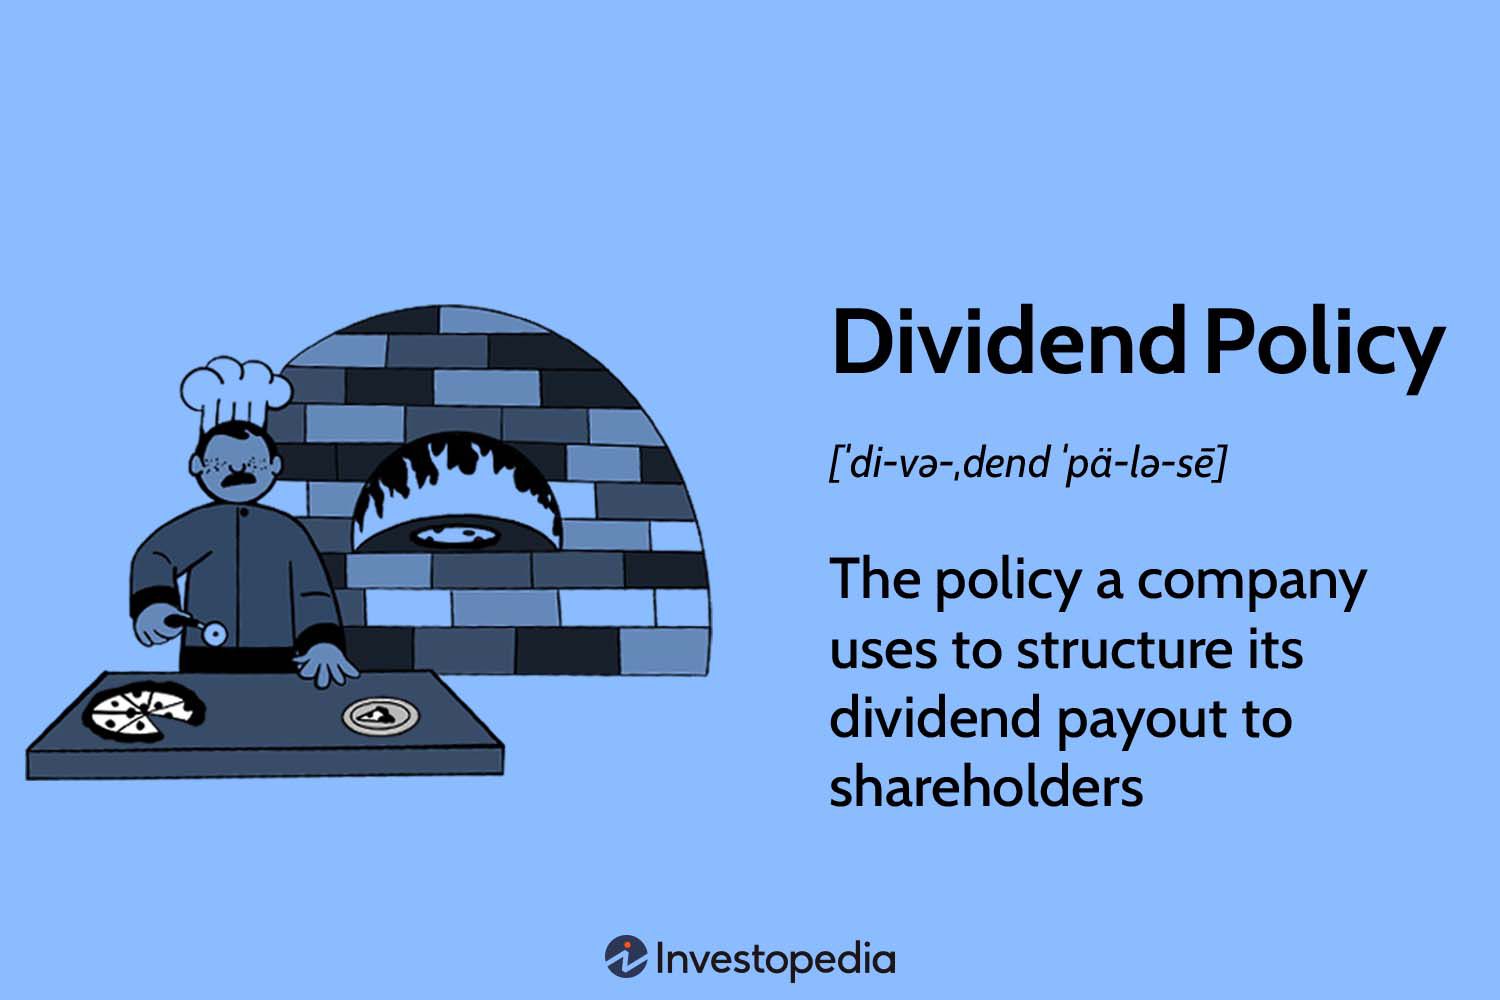 Dividend Policy
[ˈdi-və-ˌdend ˈpä-lə-sē]
The policy a company
uses to structure its
dividend payout to
shareholders
Investopedia